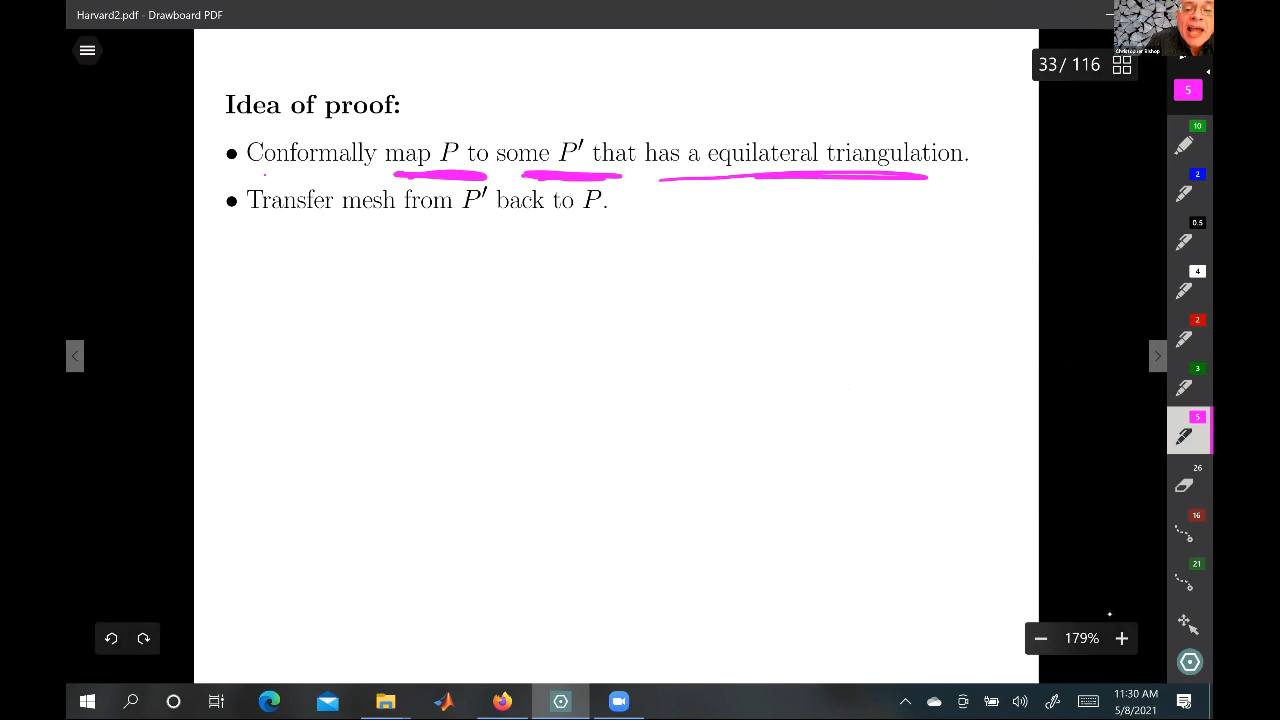 Harvard2.pdf - Drawboard PDF
Christopher Bishop
33 / 116
5
Idea of proof:
• Conformally map P to some P′ that has a equilateral triangulation.
• Transfer mesh from P′ back to P.
10
2
0.5
4
2
3
5
26
16
21
179%
11:30 AM
5/8/2021